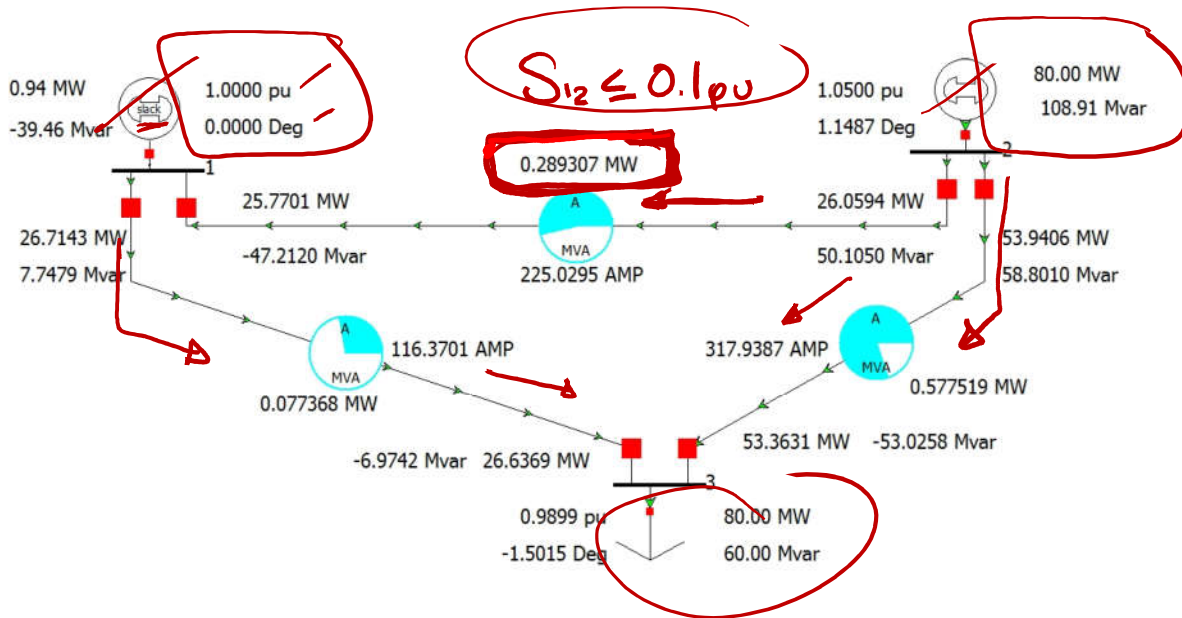 S₁₂ ≤ 0.1pu
0.94 MW
-39.46 Mvar
slack
1.0000 pu
0.0000 Deg
1
1.0500 pu
1.1487 Deg
80.00 MW
108.91 Mvar
2
0.289307 MW
25.7701 MW
-47.2120 Mvar
A
MVA
225.0295 AMP
26.0594 MW
50.1050 Mvar
26.7143 MW
7.7479 Mvar
53.9406 MW
58.8010 Mvar
A
MVA
116.3701 AMP
0.077368 MW
317.9387 AMP
A
MVA
0.577519 MW
-6.9742 Mvar
26.6369 MW
53.3631 MW
-53.0258 Mvar
3
0.9899 pu
-1.5015 Deg
80.00 MW
60.00 Mvar